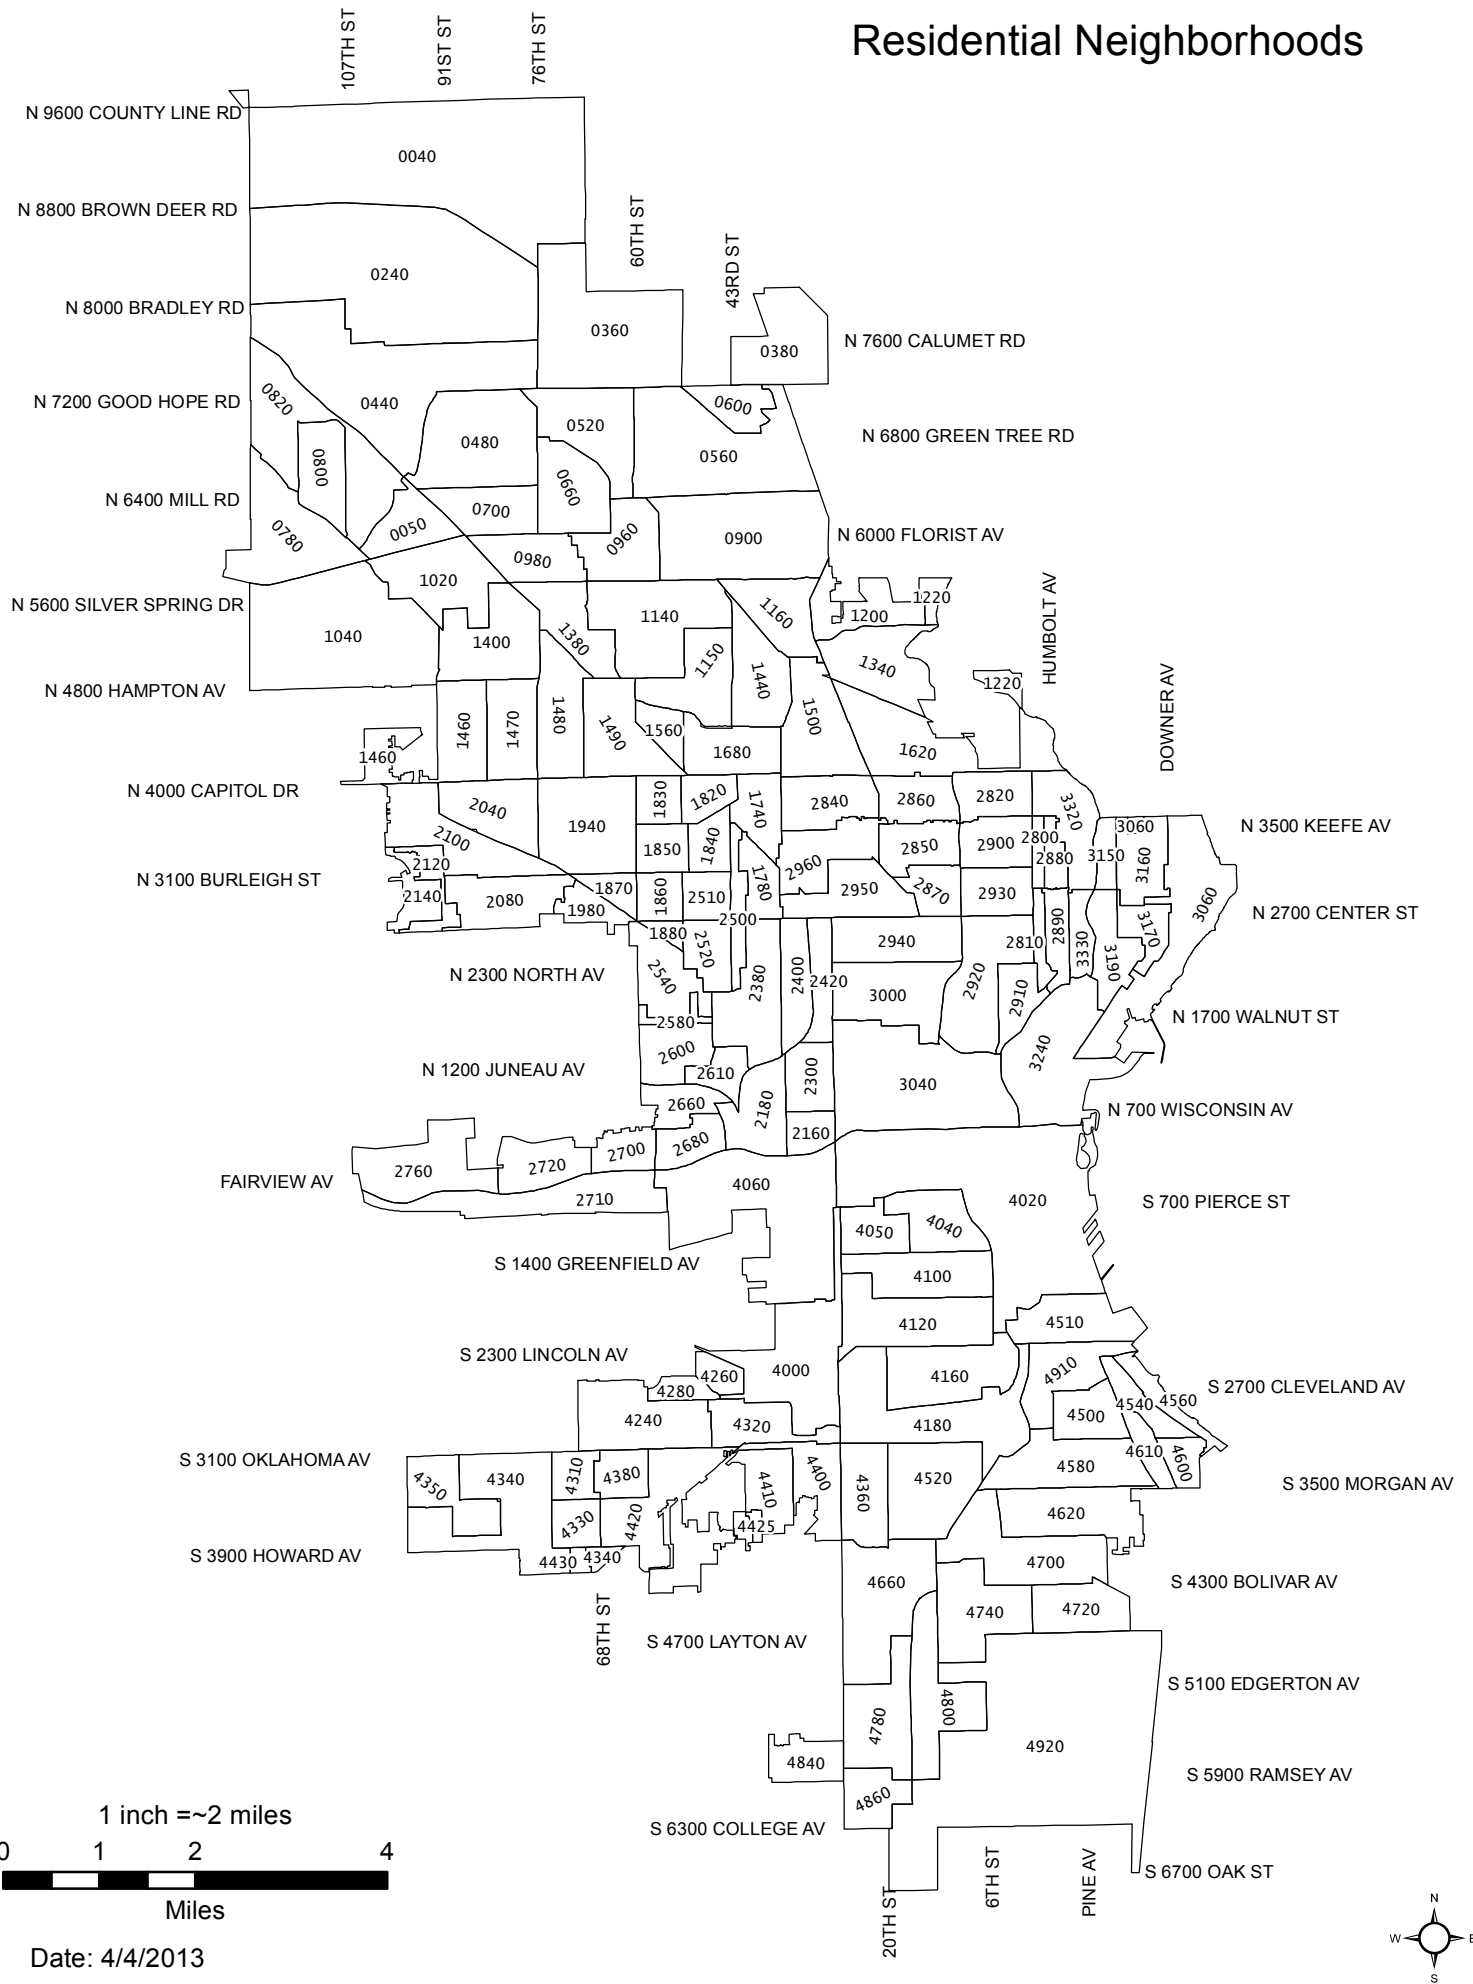 Residential Neighborhoods
107TH ST
91ST ST
76TH ST
N 9600 COUNTY LINE RD
0040
N 8800 BROWN DEER RD
60TH ST
43RD ST
0240
N 8000 BRADLEY RD
0360
0380
N 7600 CALUMET RD
N 7200 GOOD HOPE RD
0820
0440
0600
0520
0480
N 6800 GREEN TREE RD
0560
0800
0660
N 6400 MILL RD
0700
0050
0780
0960
0900
N 6000 FLORIST AV
0980
1020
N 5600 SILVER SPRING DR
1220
1200
1160
1140
HUMBOLT AV
1040
1400
1380
1150
1340
1440
N 4800 HAMPTON AV
1220
DOWNER AV
1460
1470
1480
1490
1560
1500
1680
1620
1460
N 4000 CAPITOL DR
2040
1830
1820
1740
2840
2860
2820
3320
1940
3060
N 3500 KEEFE AV
2100
1850
1840
2850
2900
2800
2880
3150
3160
2120
N 3100 BURLEIGH ST
2960
2950
2870
2930
1780
2140
2080
1870
1860
2510
1980
3060
N 2700 CENTER ST
2500
1880
2520
2940
2810
2890
3330
3190
3170
N 2300 NORTH AV
2540
2380
2400
2420
3000
2920
2910
N 1700 WALNUT ST
2580
2600
3240
N 1200 JUNEAU AV
2610
2300
3040
2660
2180
N 700 WISCONSIN AV
2160
2760
2720
2700
2680
FAIRVIEW AV
4060
2710
4020
S 700 PIERCE ST
4050
4040
S 1400 GREENFIELD AV
4100
4120
4510
S 2300 LINCOLN AV
4260
4000
4160
4910
4280
S 2700 CLEVELAND AV
4240
4320
4180
4500
4540
4560
S 3100 OKLAHOMA AV
4610
4600
4350
4340
4310
4380
4410
4400
4360
4520
4580
S 3500 MORGAN AV
4330
4420
4425
4620
S 3900 HOWARD AV
4430
4340
4700
4660
S 4300 BOLIVAR AV
4740
4720
68TH ST
S 4700 LAYTON AV
S 5100 EDGERTON AV
4780
4800
4920
4840
S 5900 RAMSEY AV
4860
1 inch =~2 miles
S 6300 COLLEGE AV
0
1
2
4
Miles
20TH ST
6TH ST
PINE AV
S 6700 OAK ST
Date: 4/4/2013
N
W
E
S